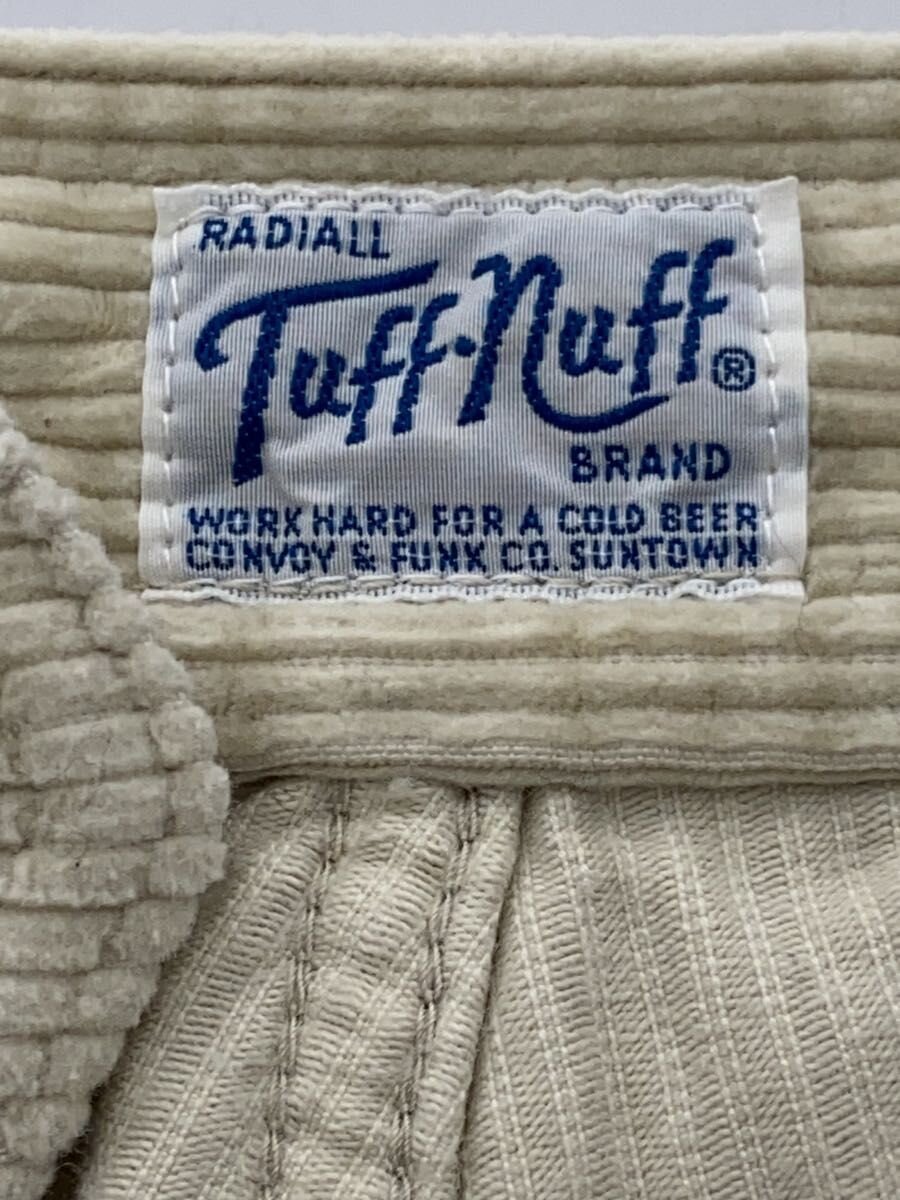 RADIALL
Tuff·Nuff®
BRAND
WORK HARD FOR A COLD BEER
CONVOY & FUNK CO. SUNTOWN